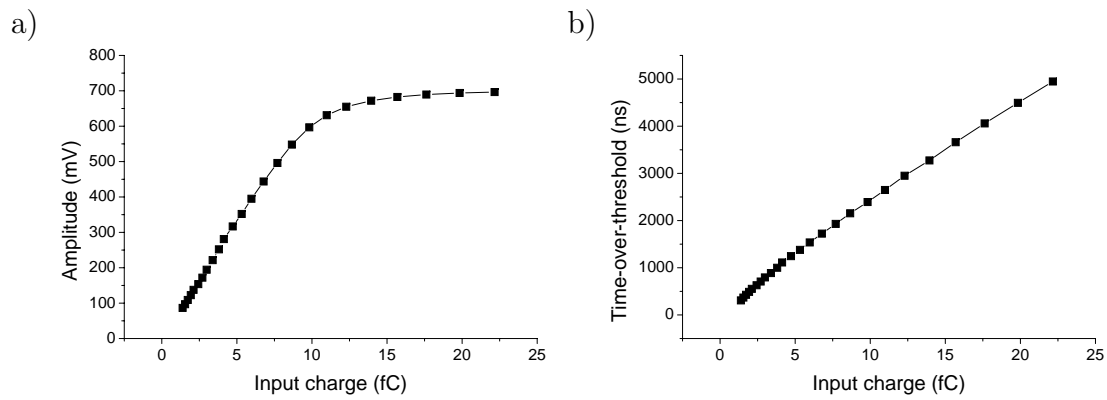 a)
800
700
600
500
400
300
200
100
0
Amplitude (mV)
0 5 10 15 20 25
Input charge (fC)
b)
5000
4000
3000
2000
1000
0
Time-over-threshold (ns)
0 5 10 15 20 25
Input charge (fC)